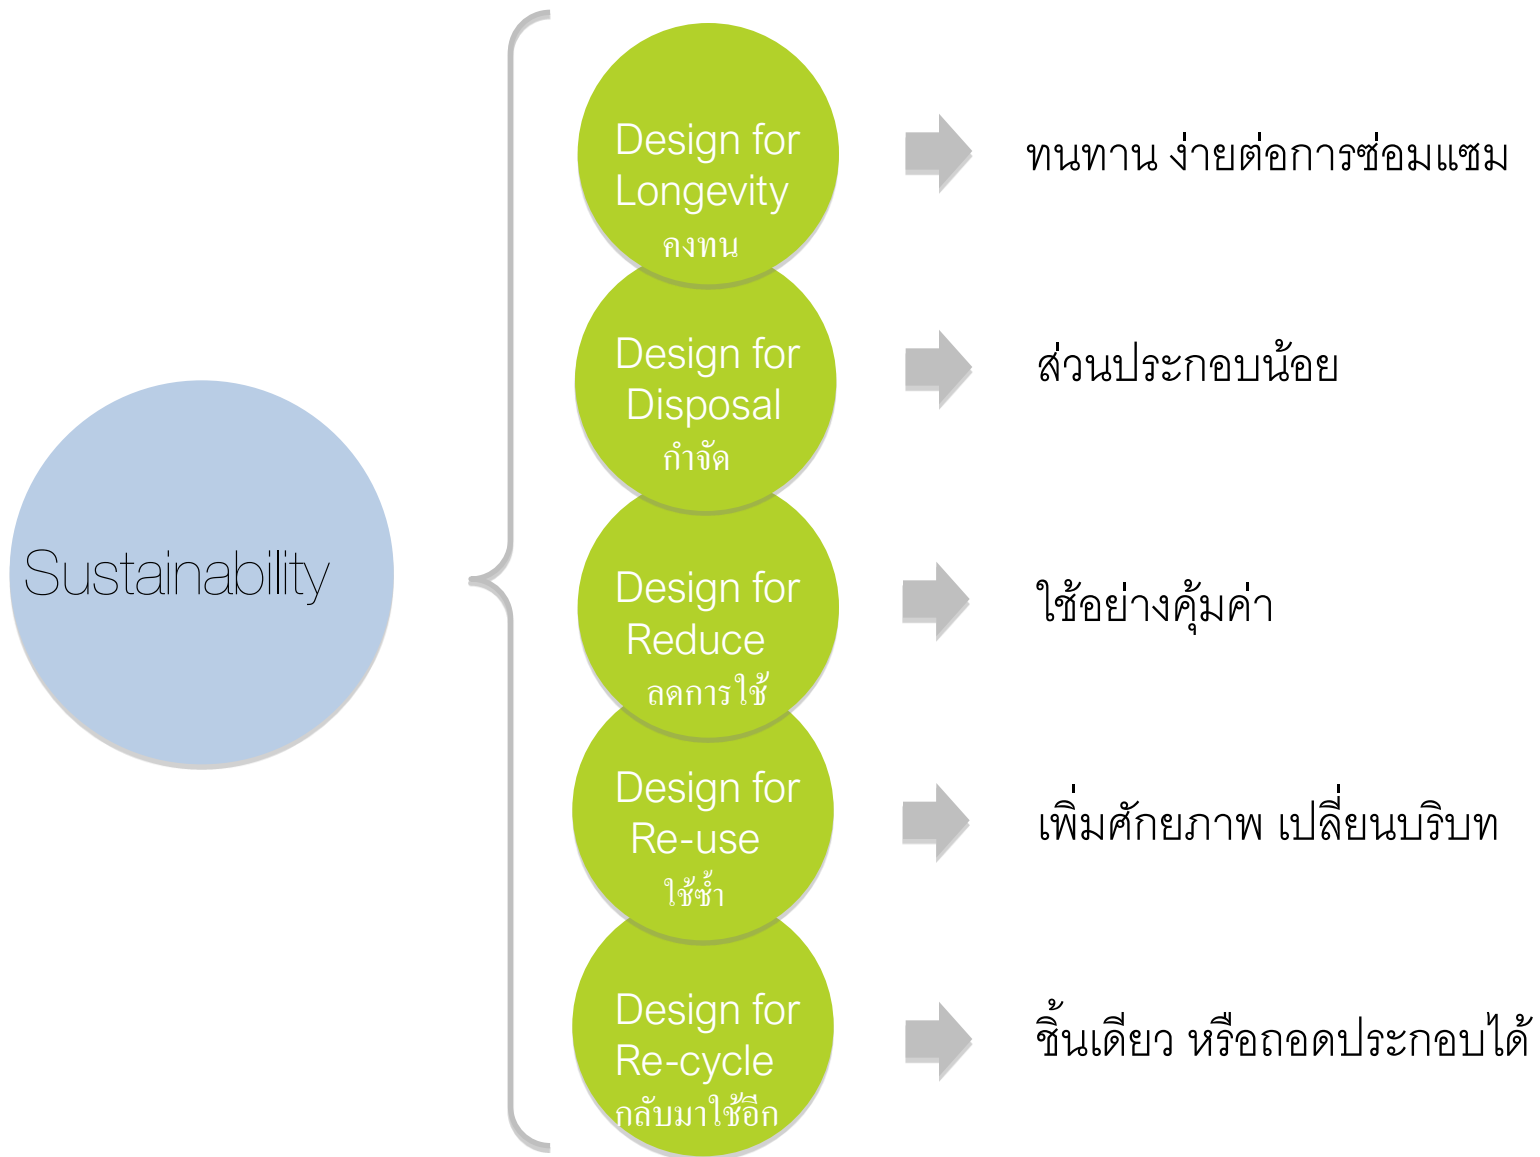 Sustainability
Design for
Longevity
คงทน
ทนทาน ง่ายต่อการซ่อมแซม
Design for
Disposal
กำจัด
ส่วนประกอบน้อย
Design for
Reduce
ลดการใช้
ใช้อย่างคุ้มค่า
Design for
Re-use
ใช้ซ้ำ
เพิ่มศักยภาพ เปลี่ยนบริบท
Design for
Re-cycle
กลับมาใช้อีก
ชิ้นเดียว หรือถอดประกอบได้